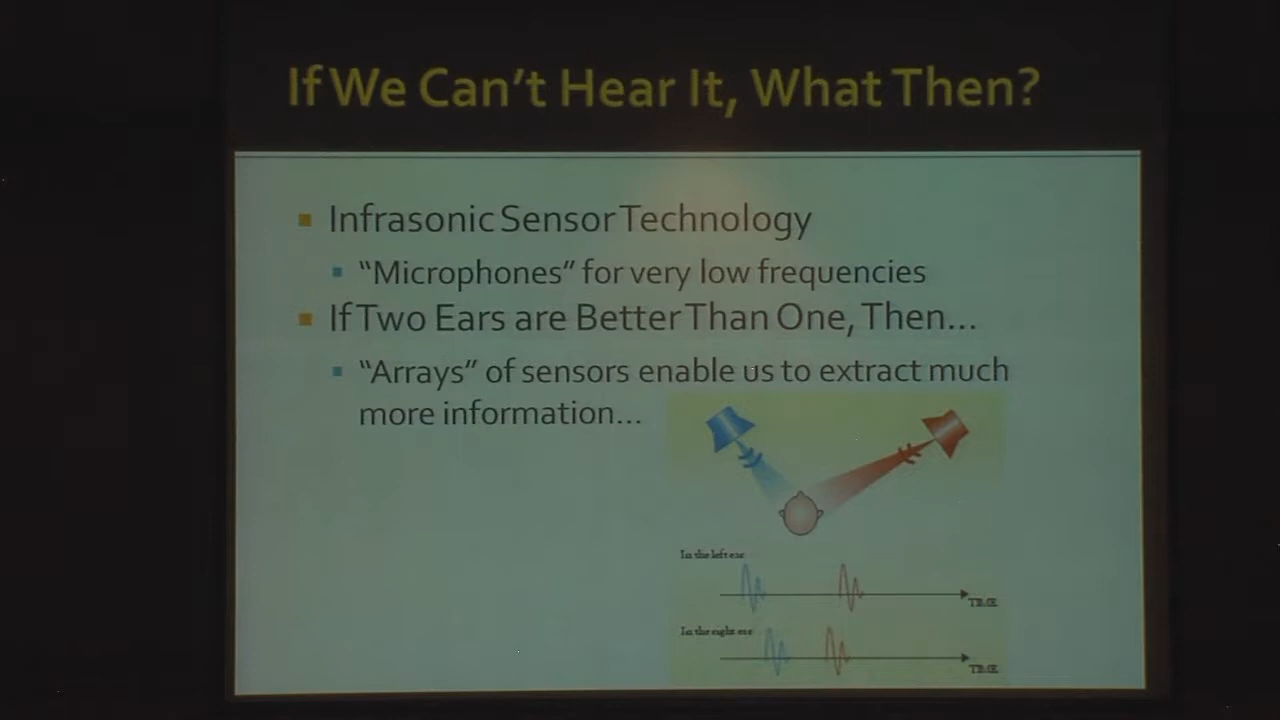 If We Can't Hear It, What Then?
Infrasonic Sensor Technology
“Microphones” for very low frequencies
If Two Ears are Better Than One, Then...
“Arrays” of sensors enable us to extract much
more information...
In the left ear
TIME
In the right ear
TIME